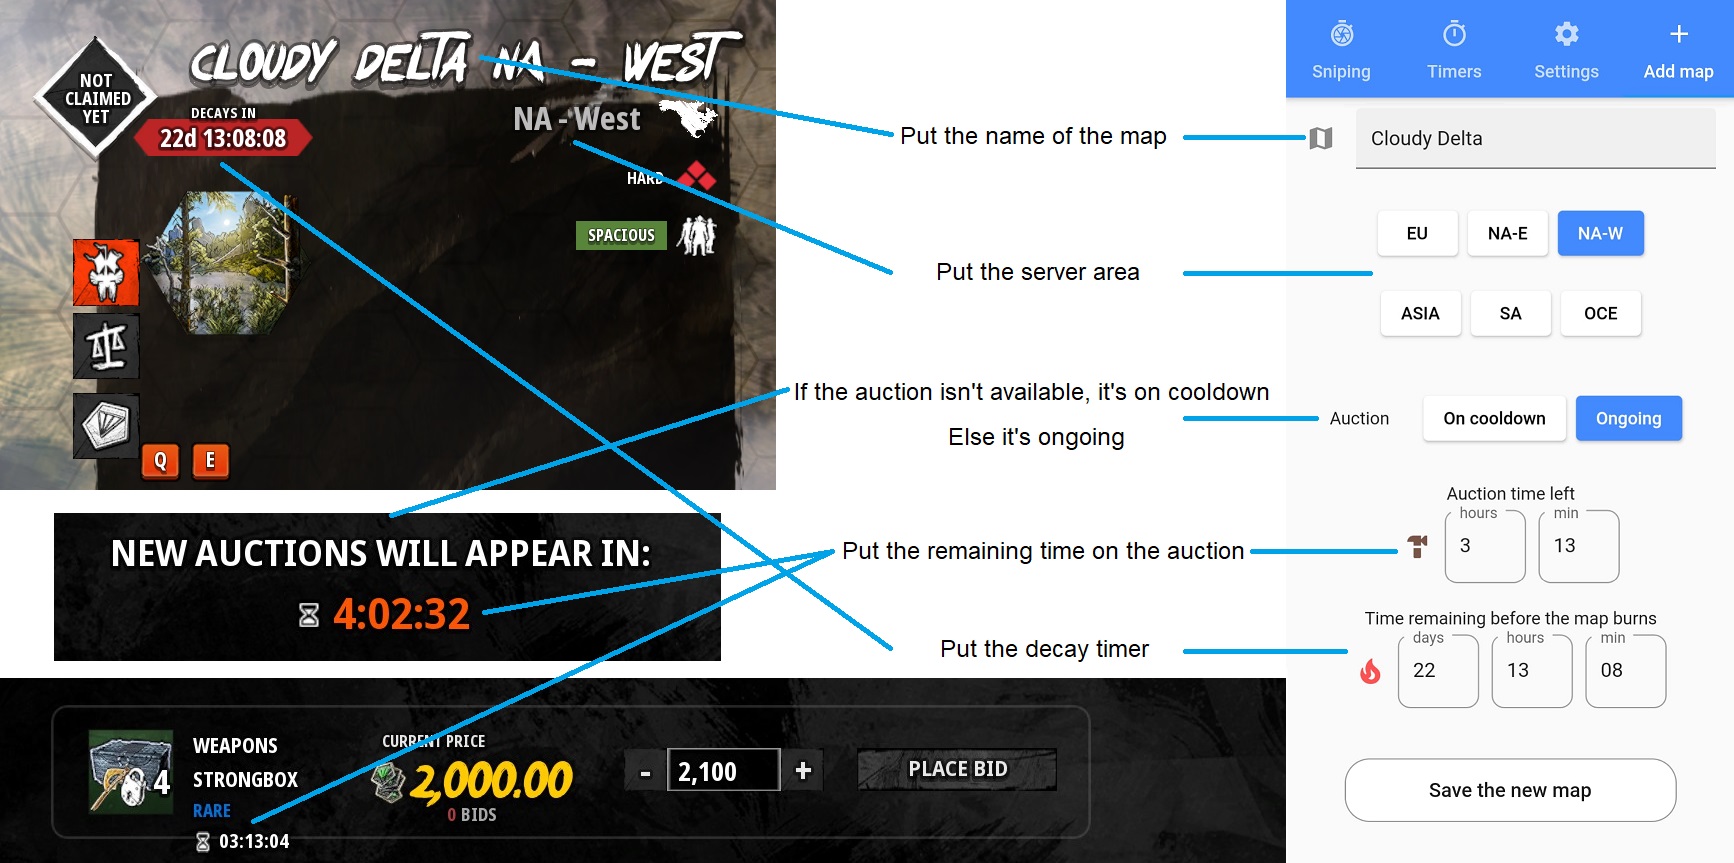 CLOUDY DELTA NA - WEST
NOT
CLAIMED
YET
DECAYS IN
22d 13:08:08
NA - West
HARD
SPACIOUS
Q
E
NEW AUCTIONS WILL APPEAR IN:
4:02:32
4
WEAPONS
STRONGBOX
RARE
03:13:04
CURRENT PRICE
2,000.00
0 BIDS
-
2,100
+
PLACE BID
Put the name of the map
Put the server area
If the auction isn't available, it's on cooldown
Else it's ongoing
Put the remaining time on the auction
Put the decay timer
Sniping
Timers
Settings
Add map
Cloudy Delta
EU
NA-E
NA-W
ASIA
SA
OCE
Auction
On cooldown
Ongoing
Auction time left
hours
min
3
13
Time remaining before the map burns
days
hours
min
22
13
08
Save the new map